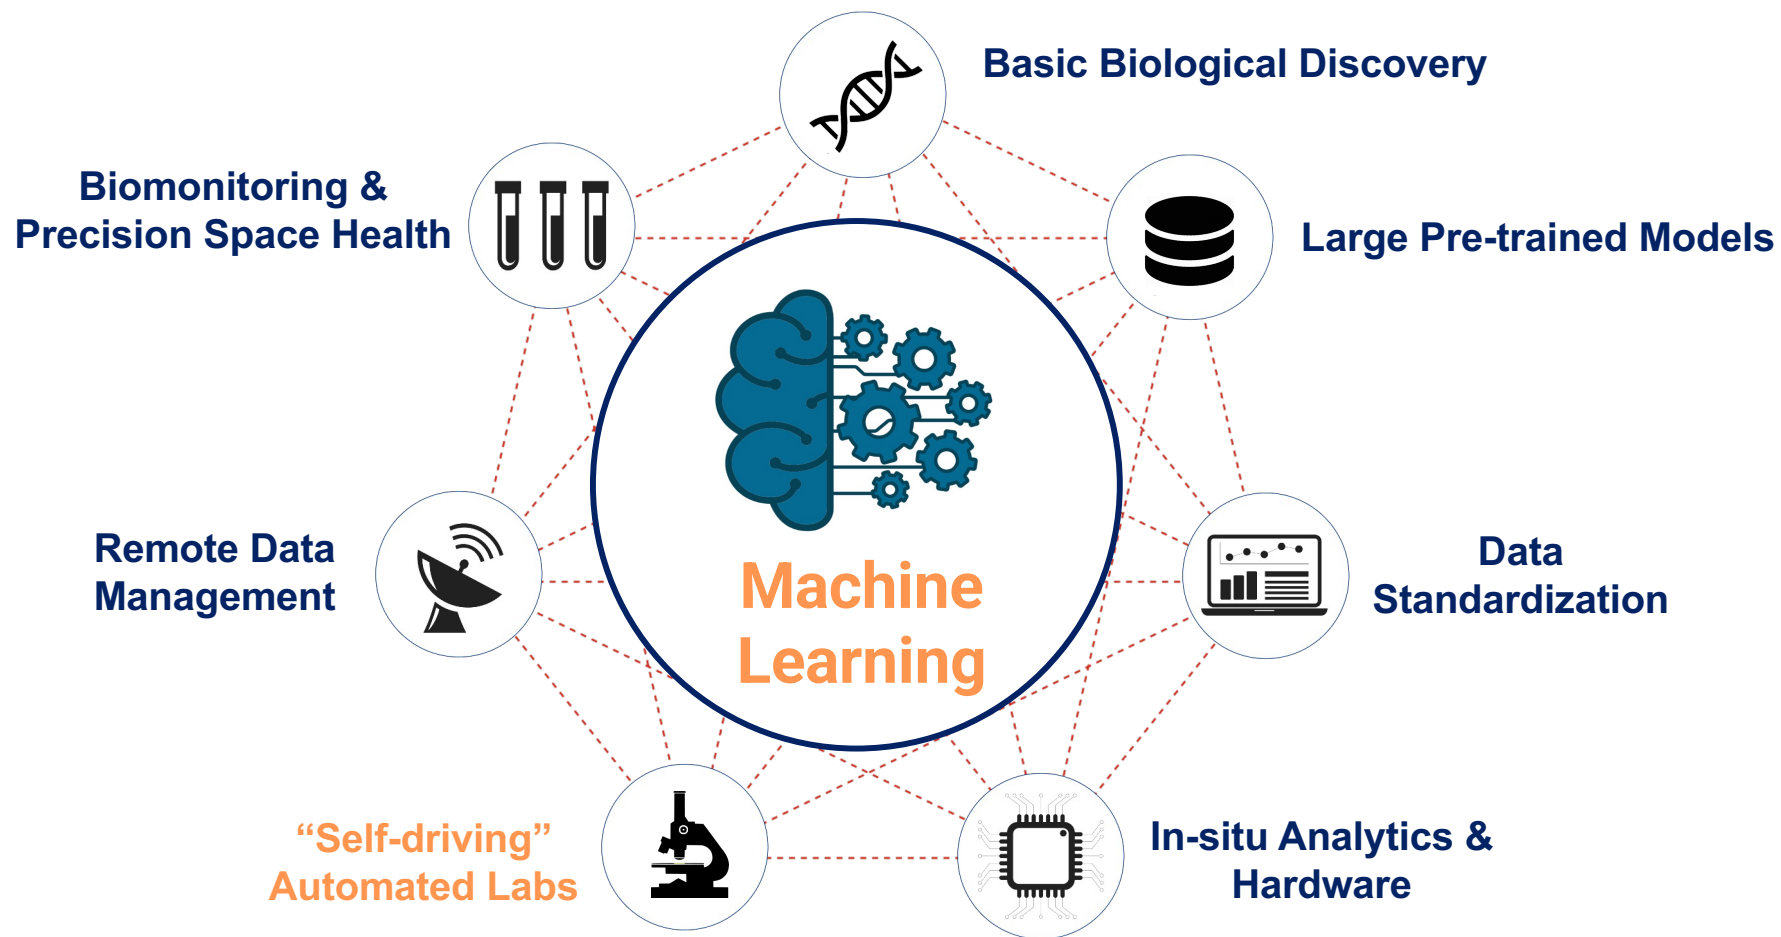 Basic Biological Discovery
Biomonitoring &
Precision Space Health
Large Pre-trained Models
Machine
Learning
Remote Data
Management
Data
Standardization
“Self-driving”
Automated Labs
In-situ Analytics &
Hardware